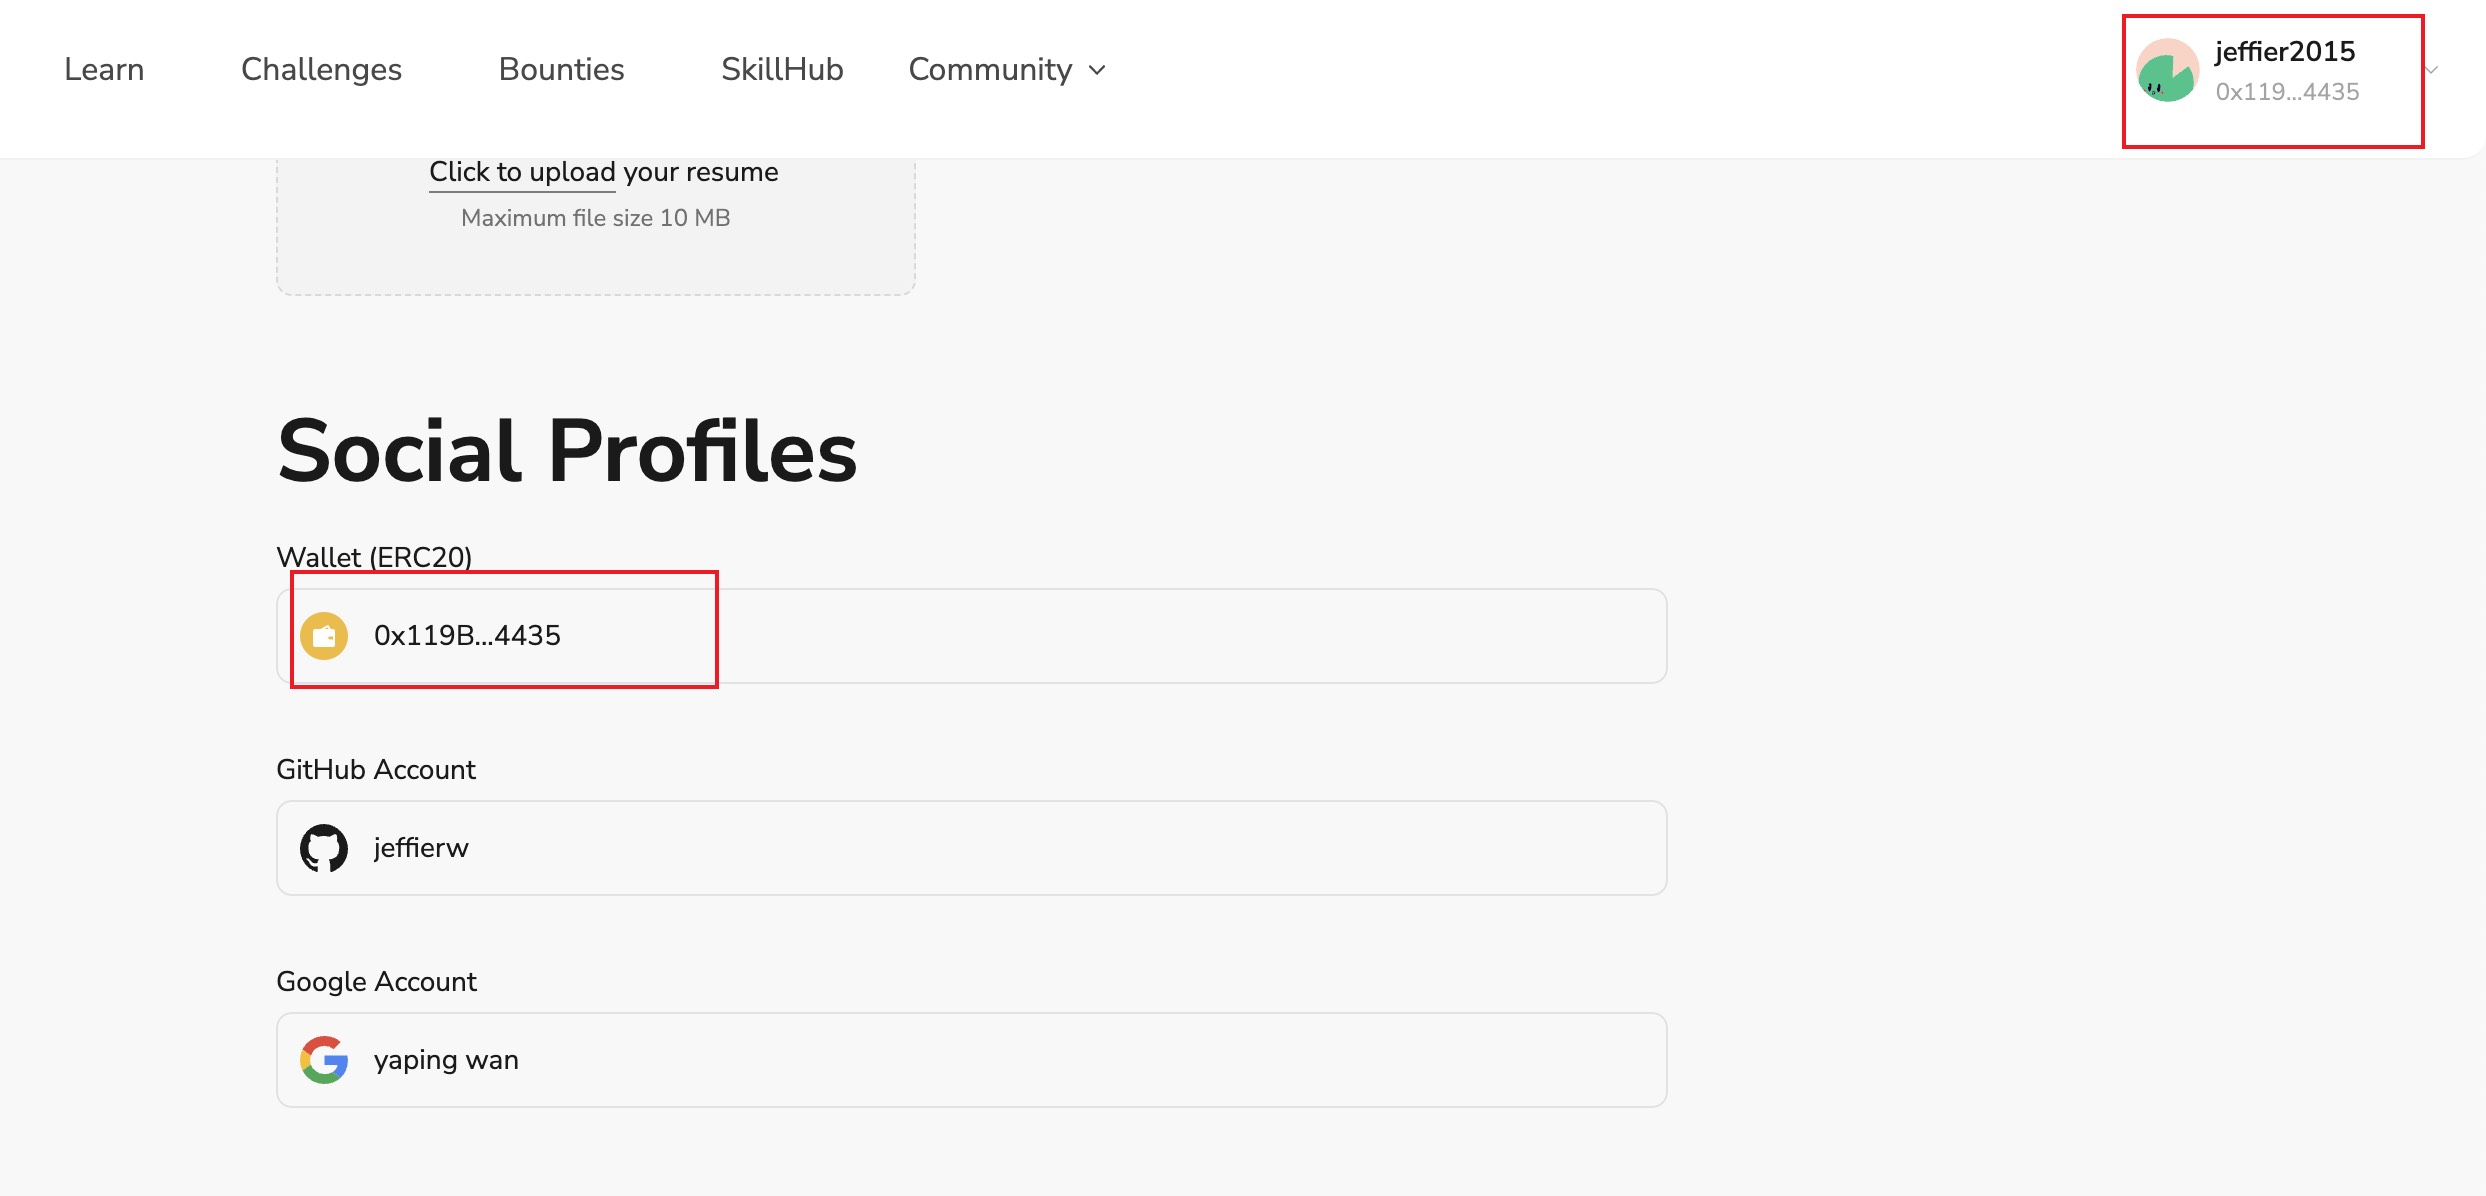 Learn Challenges Bounties SkillHub Community
jeffier2015
0x119...4435
Click to upload your resume
Maximum file size 10 MB
Social Profiles
Wallet (ERC20)
0x119B...4435
GitHub Account
jeffierw
Google Account
yaping wan